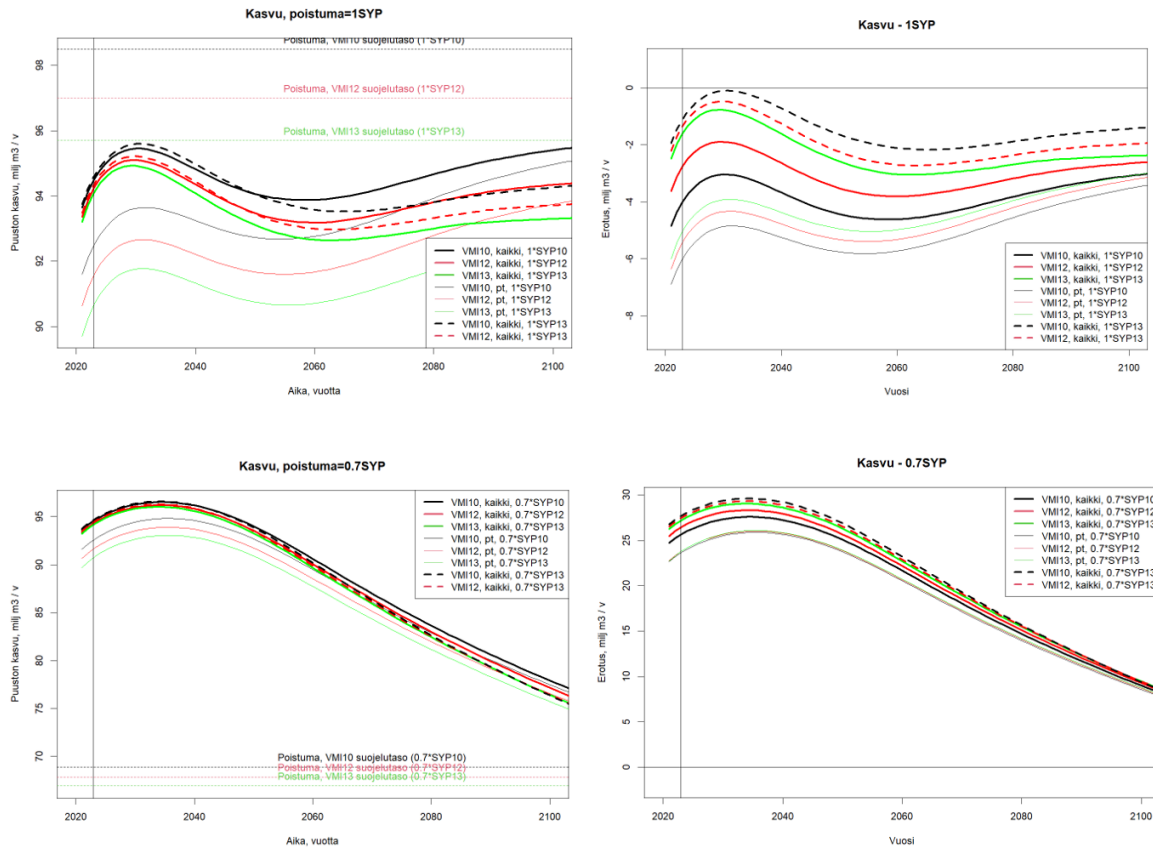 Kasvu, poistuma=1SYP
Poistuma, VMI10 suojelutaso (1*SYP10)
Poistuma, VMI12 suojelutaso (1*SYP12)
Poistuma, VMI13 suojelutaso (1*SYP13)
Puuston kasvu, milj m3 / v
98
96
94
92
90
VMI10, kaikki, 1*SYP10
VMI12, kaikki, 1*SYP12
VMI13, kaikki, 1*SYP13
VMI10, pt, 1*SYP10
VMI12, pt, 1*SYP12
VMI13, pt, 1*SYP13
VMI10, kaikki, 1*SYP13
VMI12, kaikki, 1*SYP13
2020 2040 2060 2080 2100
Aika, vuotta
Kasvu - 1SYP
Erotus, milj m3 / v
0
-2
-4
-6
-8
VMI10, kaikki, 1*SYP10
VMI12, kaikki, 1*SYP12
VMI13, kaikki, 1*SYP13
VMI10, pt, 1*SYP10
VMI12, pt, 1*SYP12
VMI13, pt, 1*SYP13
VMI10, kaikki, 1*SYP13
VMI12, kaikki, 1*SYP13
2020 2040 2060 2080 2100
Vuosi
Kasvu, poistuma=0.7SYP
Puuston kasvu, milj m3 / v
95
90
85
80
75
70
VMI10, kaikki, 0.7*SYP10
VMI12, kaikki, 0.7*SYP12
VMI13, kaikki, 0.7*SYP13
VMI10, pt, 0.7*SYP10
VMI12, pt, 0.7*SYP12
VMI13, pt, 0.7*SYP13
VMI10, kaikki, 0.7*SYP13
VMI12, kaikki, 0.7*SYP13
Poistuma, VMI10 suojelutaso (0.7*SYP10)
Poistuma, VMI12 suojelutaso (0.7*SYP12)
Poistuma, VMI13 suojelutaso (0.7*SYP13)
2020 2040 2060 2080 2100
Aika, vuotta
Kasvu - 0.7SYP
Erotus, milj m3 / v
30
25
20
15
10
5
0
VMI10, kaikki, 0.7*SYP10
VMI12, kaikki, 0.7*SYP12
VMI13, kaikki, 0.7*SYP13
VMI10, pt, 0.7*SYP10
VMI12, pt, 0.7*SYP12
VMI13, pt, 0.7*SYP13
VMI10, kaikki, 0.7*SYP13
VMI12, kaikki, 0.7*SYP13
2020 2040 2060 2080 2100
Vuosi